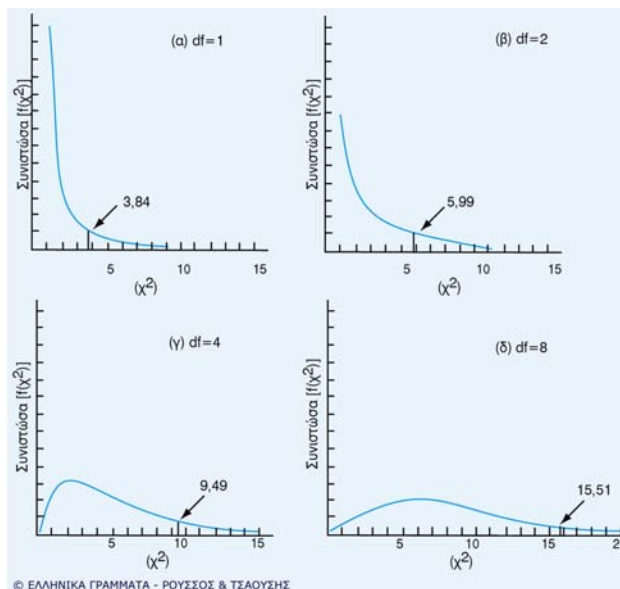 (α) df=1
Συνιστώσα [f(χ²)]
3,84
5 10 15
(χ²)
(β) df=2
Συνιστώσα [f(χ²)]
5,99
5 10 15
(χ²)
(γ) df=4
Συνιστώσα [f(χ²)]
9,49
5 10 15
(χ²)
(δ) df=8
Συνιστώσα [f(χ²)]
15,51
5 10 15 20
(χ²)
© ΕΛΛΗΝΙΚΑ ΓΡΑΜΜΑΤΑ - ΡΟΥΣΣΟΣ & ΤΣΑΟΥΣΗΣ